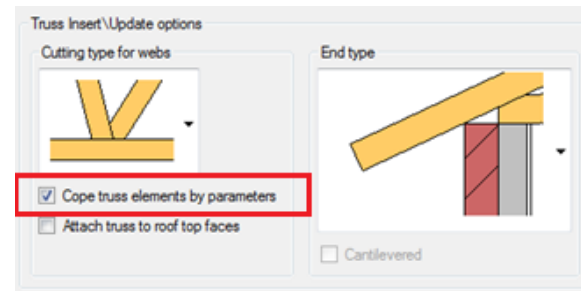 Truss Insert\Update options
Cutting type for webs
End type
Cope truss elements by parameters
Attach truss to roof top faces
Cantilevered